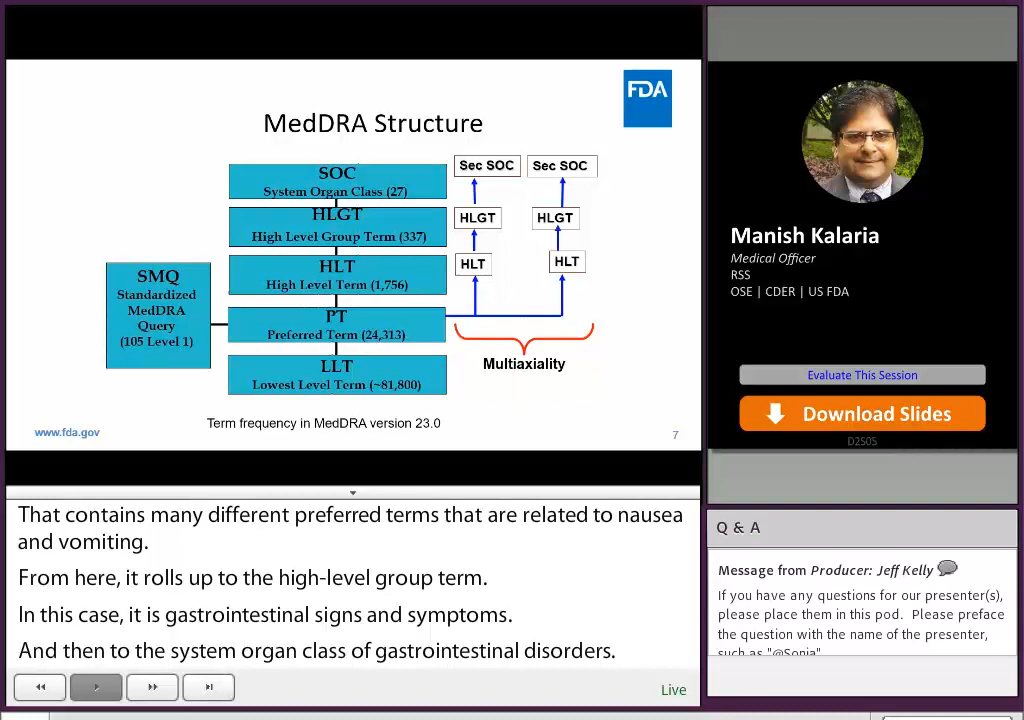 FDA
MedDRA Structure
SOC
System Organ Class (27)
HLGT
High Level Group Term (337)
HLT
High Level Term (1,756)
PT
Preferred Term (24,313)
LLT
Lowest Level Term (~81,800)
SMQ
Standardized
MedDRA
Query
(105 Level 1)
Sec SOC
Sec SOC
HLGT
HLGT
HLT
HLT
Multiaxiality
Term frequency in MedDRA version 23.0
www.fda.gov
7
Manish Kalaria
Medical Officer
RSS
OSE | CDER | US FDA
Evaluate This Session
Download Slides
D2S05
That contains many different preferred terms that are related to nausea
and vomiting.
From here, it rolls up to the high-level group term.
In this case, it is gastrointestinal signs and symptoms.
And then to the system organ class of gastrointestinal disorders.
Live
Q & A
Message from Producer: Jeff Kelly
If you have any questions for our presenter(s),
please place them in this pod. Please preface
the question with the name of the presenter,
such as "@Sonja"